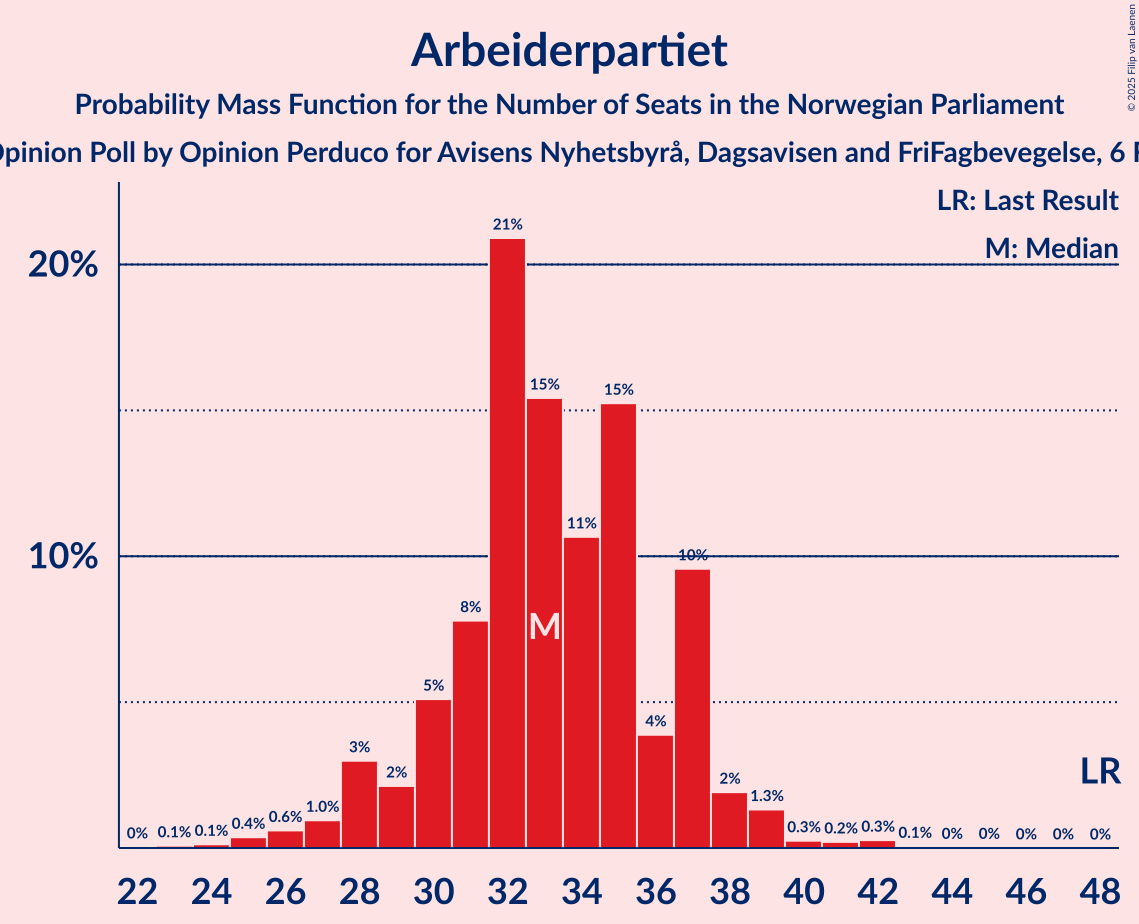 Arbeiderpartiet
Probability Mass Function for the Number of Seats in the Norwegian Parliament
Opinion Poll by Opinion Perduco for Avisens Nyhetsbyrå, Dagsavisen and FriFagbevegelse, 6
© 2025 Filip van Laenen
LR: Last Result
M: Median
20%
10%
0% 0.1% 0.1% 0.4% 0.6% 1.0% 3% 2% 5% 8% 21% 15% 11% 15% 4% 10% 2% 1.3% 0.3% 0.2% 0.3% 0.1% 0% 0% 0% 0% 0%
M
LR
22 24 26 28 30 32 34 36 38 40 42 44 46 48